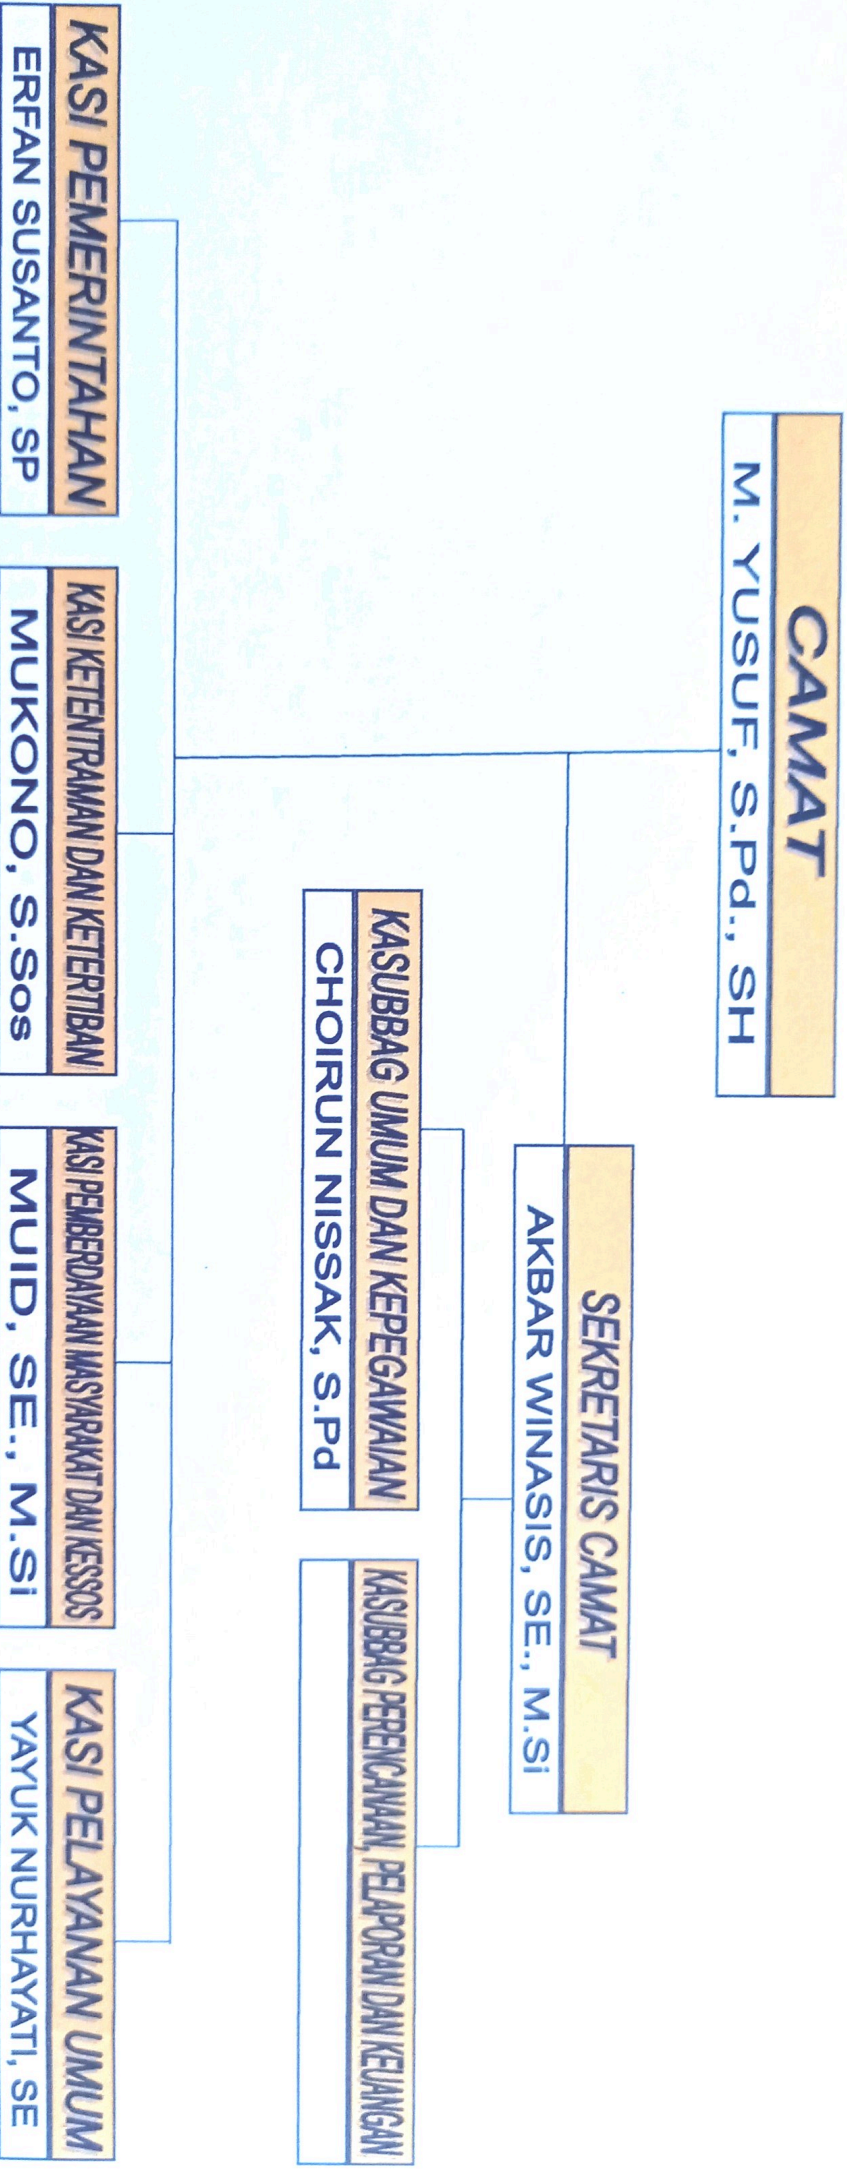 CAMAT
M. YUSUF, S.Pd., SH
SEKRETARIS CAMAT
AKBAR WINASIS, SE., M.Si
KASUBBAG UMUM DAN KEPEGAWAIAN
CHOIRUN NISSAK, S.Pd
KASUBBAG PERENCANAAN, PELAPORAN DAN KEUANGAN
KASI PEMERINTAHAN
ERFAN SUSANTO, SP
KASI KETENTRAMAN DAN KETERTIBAN
MUKONO, S.Sos
KASI PEMBERDAYAAN MASYARAKAT DAN KESSOS
MUID, SE., M.Si
KASI PELAYANAN UMUM
YAYUK NURHAYATI, SE